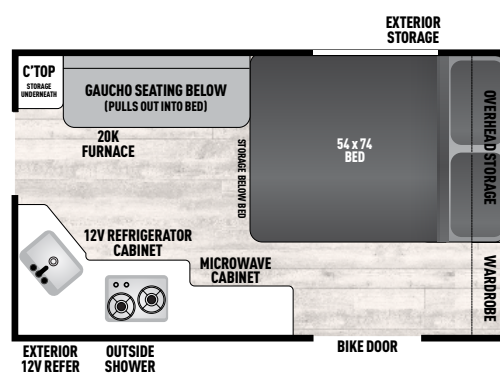 EXTERIOR
STORAGE
C'TOP
STORAGE
UNDERNEATH
GAUCHO SEATING BELOW
(PULLS OUT INTO BED)
20K
FURNACE
STORAGE BELOW BED
54 x 74
BED
OVERHEAD STORAGE
12V REFRIGERATOR
CABINET
MICROWAVE
CABINET
WARDROBE
BIKE DOOR
EXTERIOR
12V REFER
OUTSIDE
SHOWER